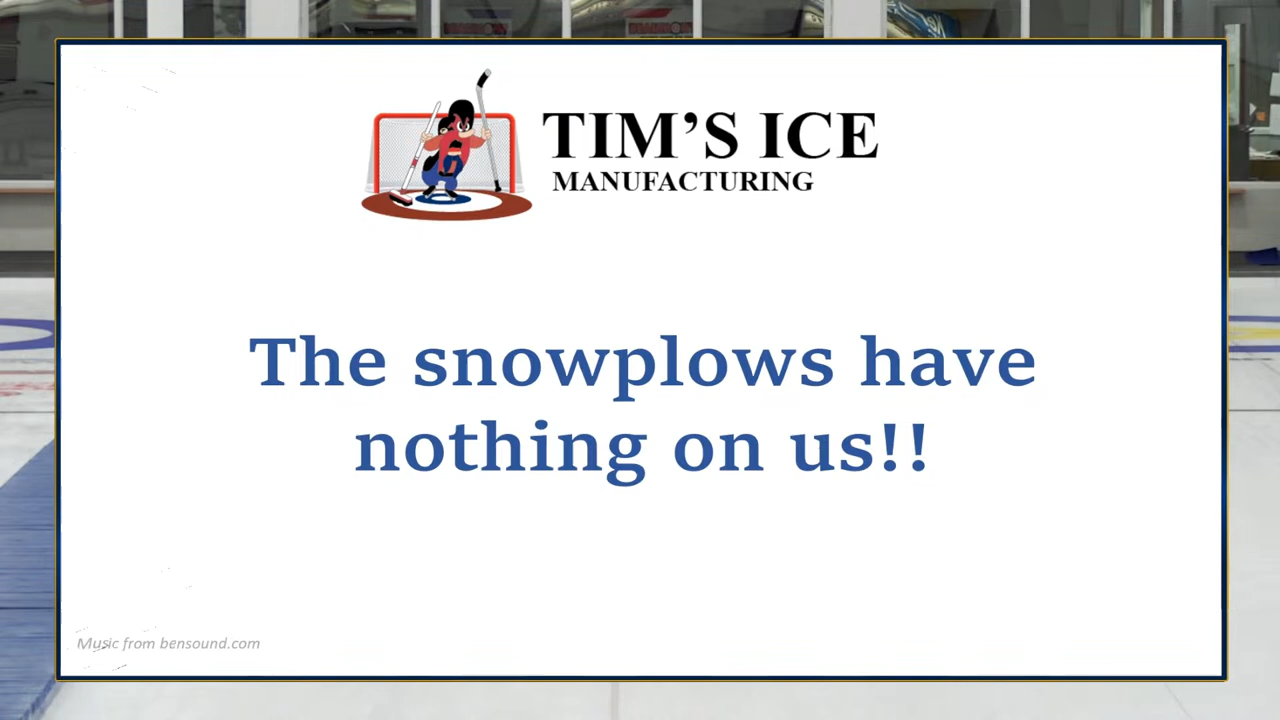 TIM'S ICE
MANUFACTURING
The snowplows have
nothing on us!!
Music from bensound.com